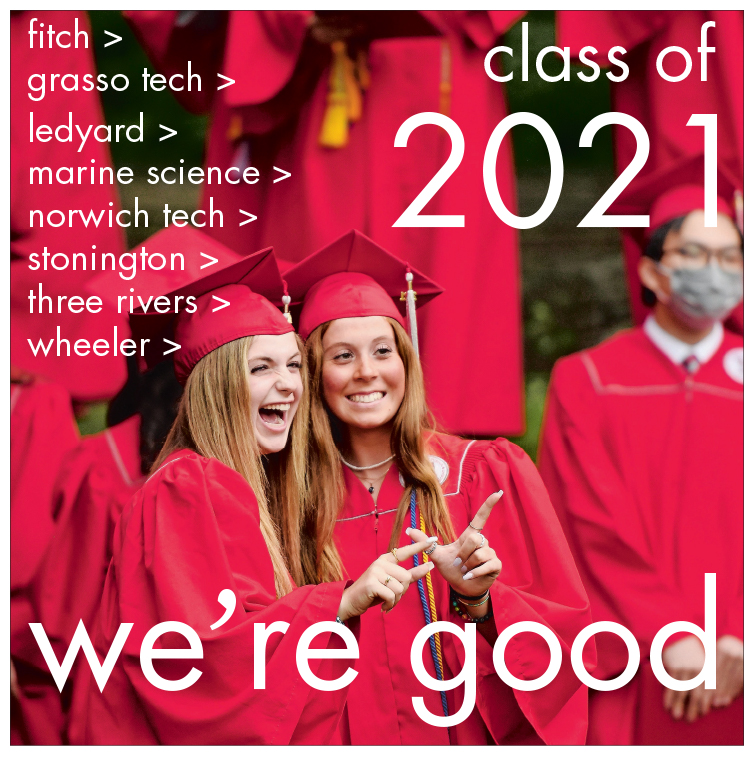 fitch >
grasso tech >
ledyard >
marine science >
norwich tech >
stonington >
three rivers >
wheeler >
class of
2021
we're good